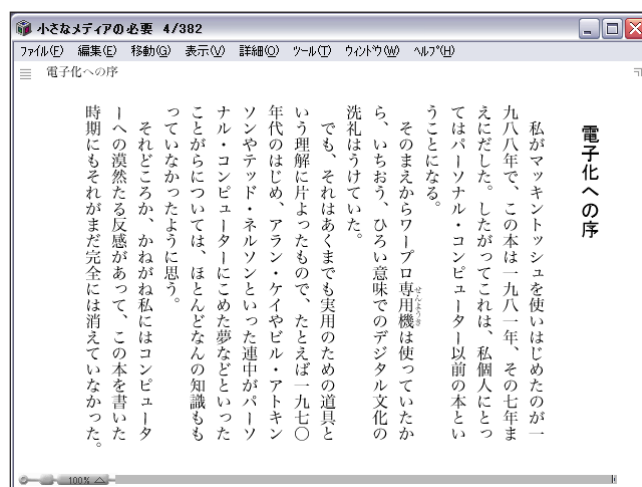 小さなメディアの必要 4/382
ファイル(F) 編集(E) 移動(G) 表示(V) 詳細(O) ツール(T) ウィンドウ(W) ヘルプ(H)
電子化への序
電子化への序
私がマッキントッシュを使いはじめたのが一
九八八年で、この本は一九八一年、その七年ま
えにだした。したがってこれは、私個人にとっ
てはパーソナル・コンピューター以前の本とい
うことになる。
そのまえからワープロ専用機は使っていたか
せんようき
ら、いちおう、ひろい意味でのデジタル文化の
洗礼はうけていた。
でも、それはあくまでも実用のための道具と
いう理解に片よったもので、たとえば一九七〇
年代のはじめ、アラン・ケイやビル・アトキン
ソンやテッド・ネルソンといった連中がパーソ
ナル・コンピューターにこめた夢などといった
ことがらについては、ほとんどなんの知識もも
っていなかったように思う。
それどころか、かねがね私にはコンピュータ
ーへの漠然たる反感があって、この本を書いた
時期にもそれがまだ完全には消えていなかった。
100%